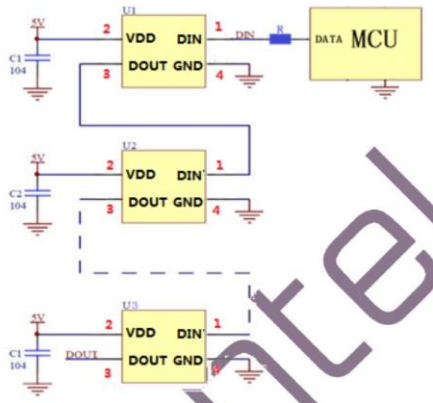 U1
5V
2 VDD DIN 1 DIN R DATA MCU
C1
104
3 DOUT GND 4
U2
5V
2 VDD DIN' 1
C2
104
3 DOUT GND 4
U3
5V
2 VDD DIN' 1
C1
104
DOUT
3 DOUT GND
intel